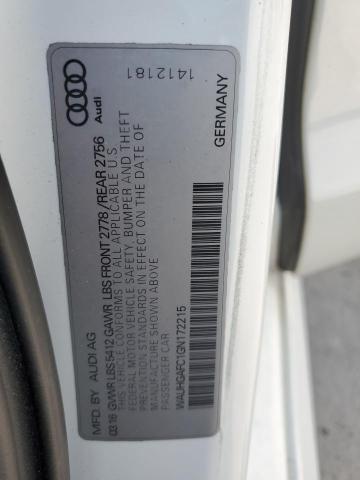 1412181
Audi
GERMANY
MFD. BY AUDI AG
03.16 GVWR LBS 5412 GAWR LBS FRONT 2778 / REAR 2756
THIS VEHICLE CONFORMS TO ALL APPLICABLE U.S.
FEDERAL MOTOR VEHICLE SAFETY, BUMPER AND THEFT
PREVENTION STANDARDS IN EFFECT ON THE DATE OF
MANUFACTURE SHOWN ABOVE
PASSENGER CAR
WAUHGAFC1GN172215